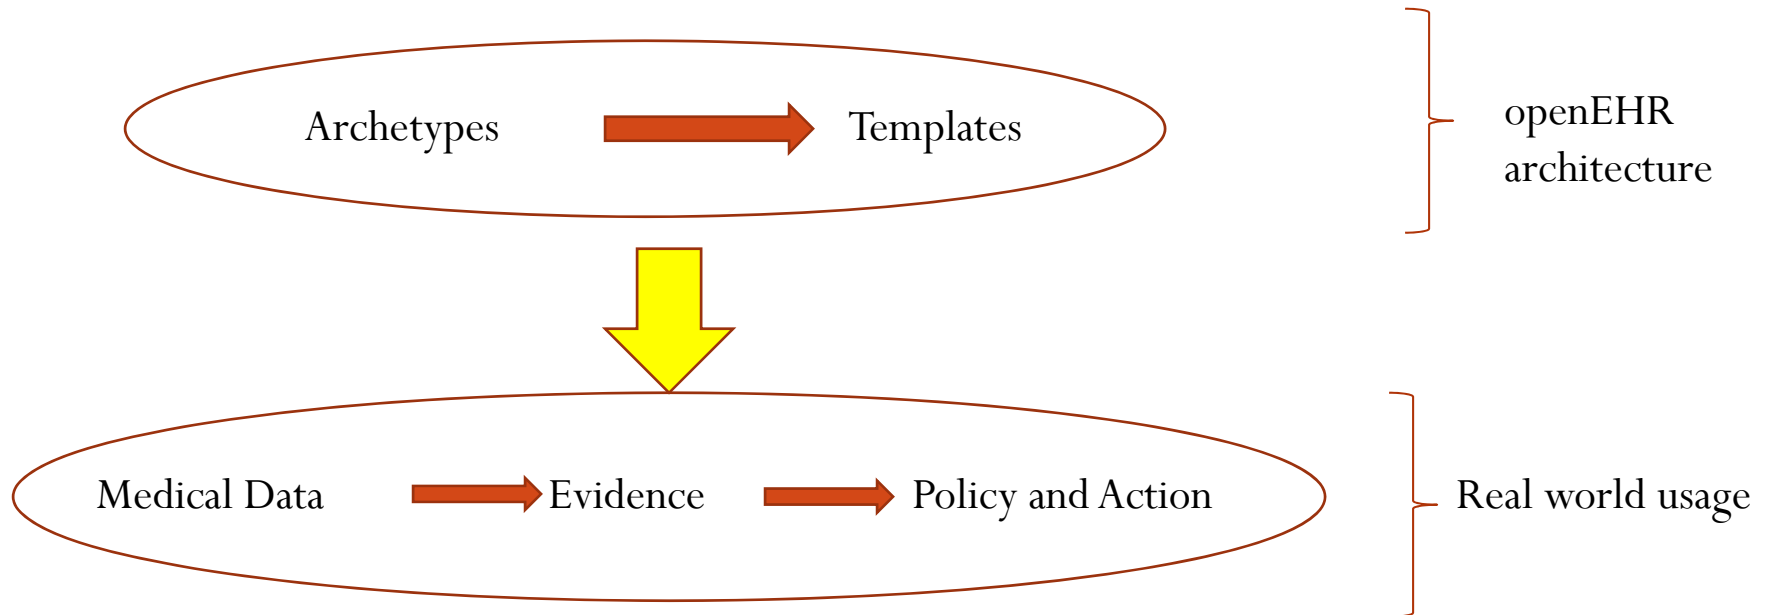 Archetypes
Templates
openEHR
architecture
Medical Data
Evidence
Policy and Action
Real world usage